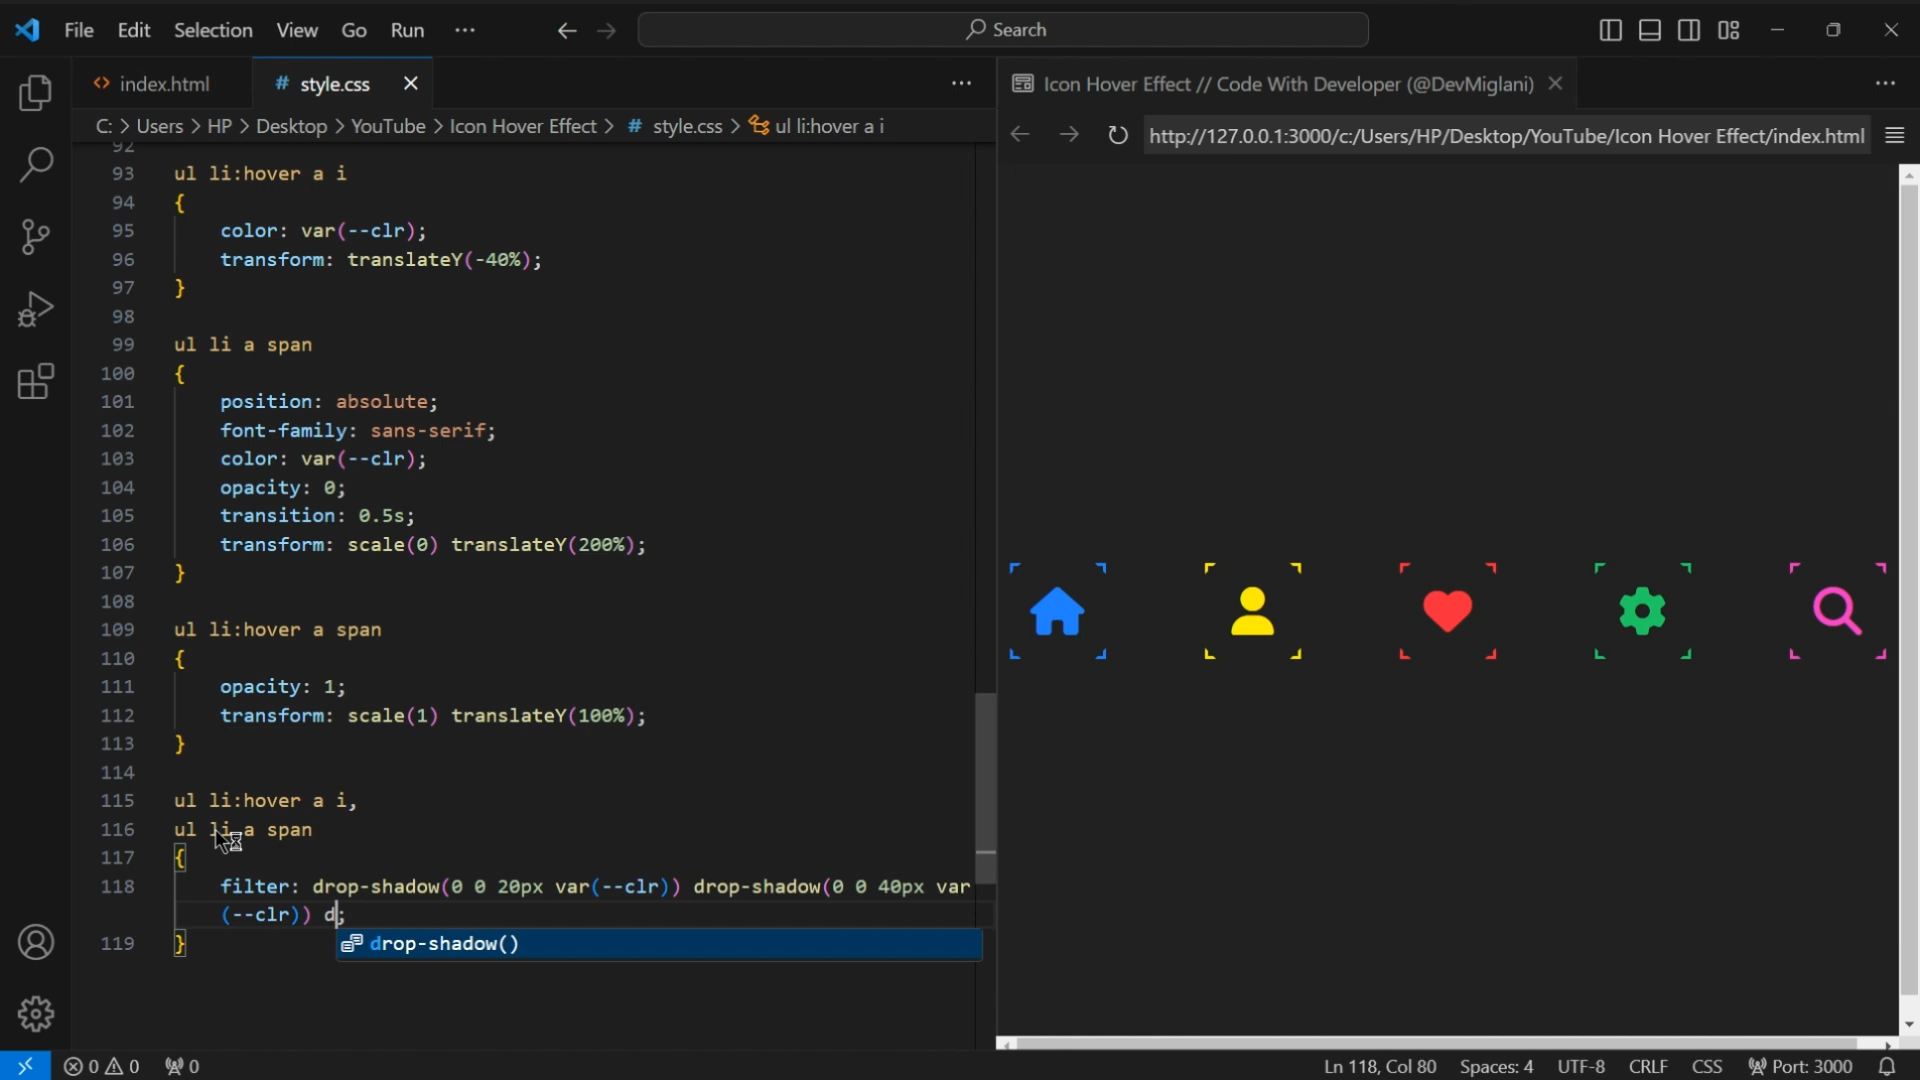 File Edit Selection View Go Run ··· Search
index.html # style.css
C: > Users > HP > Desktop > YouTube > Icon Hover Effect > # style.css > ul li:hover a i
92
93 ul li:hover a i
94 {
95 color: var(--clr);
96 transform: translateY(-40%);
97 }
98
99 ul li a span
100 {
101 position: absolute;
102 font-family: sans-serif;
103 color: var(--clr);
104 opacity: 0;
105 transition: 0.5s;
106 transform: scale(0) translateY(200%);
107 }
108
109 ul li:hover a span
110 {
111 opacity: 1;
112 transform: scale(1) translateY(100%);
113 }
114
115 ul li:hover a i,
116 ul li a span
117 {
118 filter: drop-shadow(0 0 20px var(--clr)) drop-shadow(0 0 40px var
(--clr)) d;
drop-shadow()
119 }
Icon Hover Effect // Code With Developer (@DevMiglani)
http://127.0.0.1:3000/c:/Users/HP/Desktop/YouTube/Icon Hover Effect/index.html
0 0 0 Ln 118, Col 80 Spaces: 4 UTF-8 CRLF CSS Port: 3000